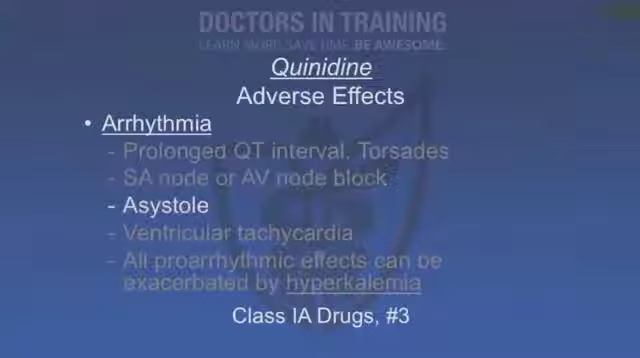 DOCTORS IN TRAINING
LEARN MORE. SAVE TIME. BE AWESOME.
Quinidine
Adverse Effects
• Arrhythmia
- Prolonged QT interval, Torsades
- SA node or AV node block
- Asystole
- Ventricular tachycardia
- All proarrhythmic effects can be
exacerbated by hyperkalemia
Class IA Drugs, #3